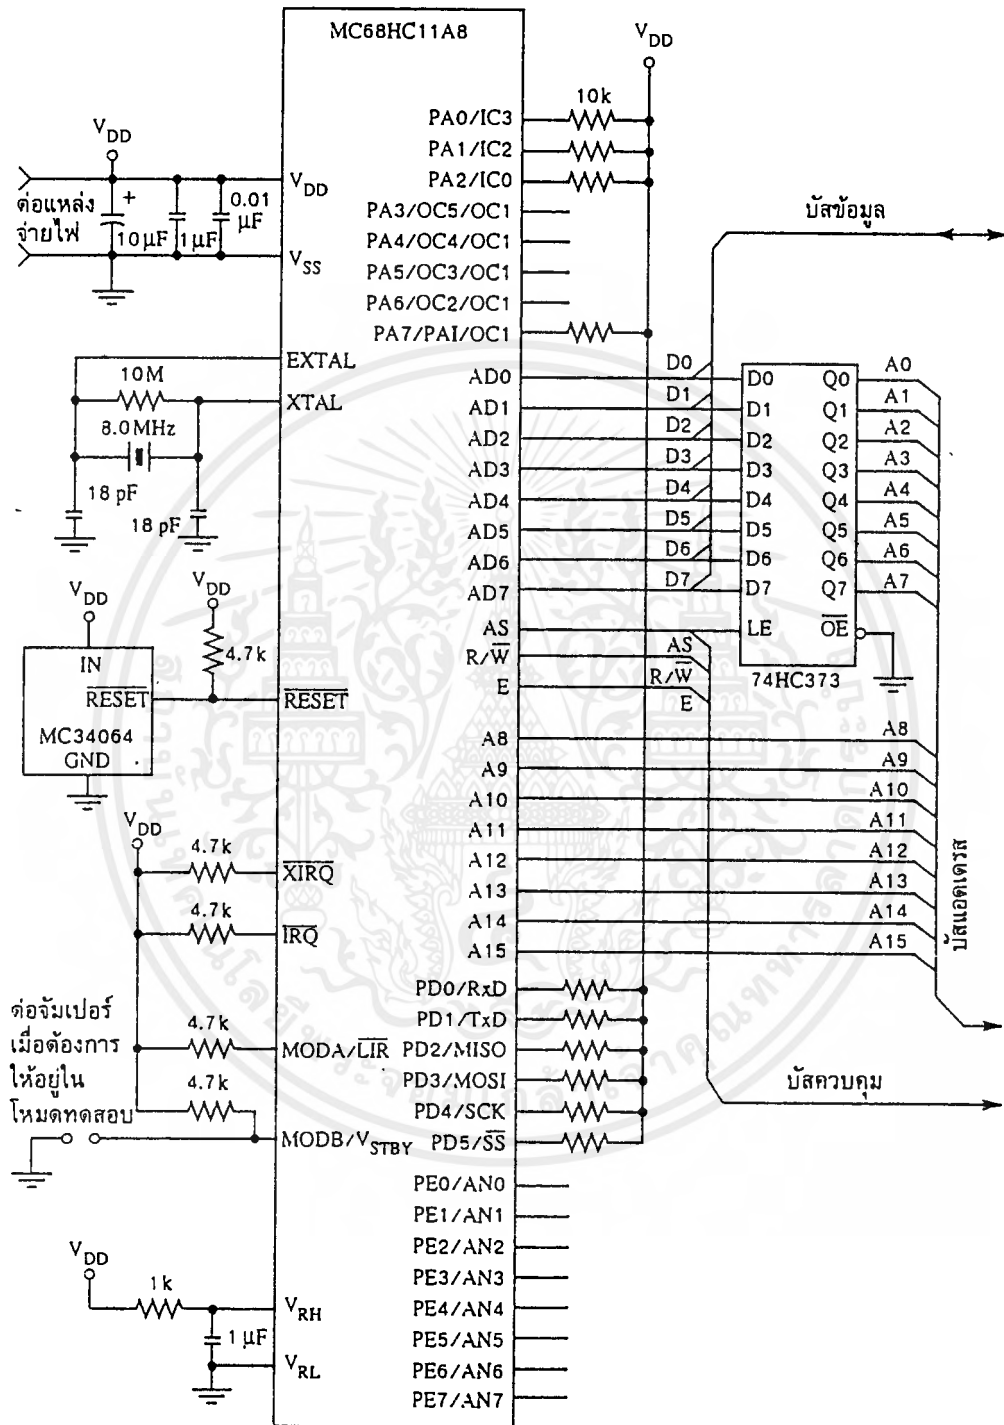 MC68HC11A8
V_DD
10k
PA0/IC3
PA1/IC2
PA2/IC0
PA3/OC5/OC1
PA4/OC4/OC1
PA5/OC3/OC1
PA6/OC2/OC1
PA7/PAI/OC1
V_DD
V_DD
ต่อแหล่ง
จ่ายไฟ
+
10 µF
1 µF
0.01
µF
V_SS
EXTAL
10M
XTAL
8.0MHz
18 pF
18 pF
V_DD
V_DD
IN
4.7k
RESET
RESET
MC34064
GND
V_DD
4.7k
XIRQ
4.7k
IRQ
ต่อจัมเปอร์
เมื่อต้องการ
ให้อยู่ใน
โหมดทดสอบ
4.7k
MODA/LIR
4.7k
MODB/V_STBY
V_DD
1k
V_RH
1 µF
V_RL
AD0
AD1
AD2
AD3
AD4
AD5
AD6
AD7
AS
R/W
E
A8
A9
A10
A11
A12
A13
A14
A15
PD0/RxD
PD1/TxD
PD2/MISO
PD3/MOSI
PD4/SCK
PD5/SS
PE0/AN0
PE1/AN1
PE2/AN2
PE3/AN3
PE4/AN4
PE5/AN5
PE6/AN6
PE7/AN7
บัสข้อมูล
D0
D1
D2
D3
D4
D5
D6
D7
AS
R/W
E
D0 Q0
D1 Q1
D2 Q2
D3 Q3
D4 Q4
D5 Q5
D6 Q6
D7 Q7
LE OE
74HC373
A0
A1
A2
A3
A4
A5
A6
A7
A8
A9
A10
A11
A12
A13
A14
A15
บัสแอดเดรส
บัสควบคุม